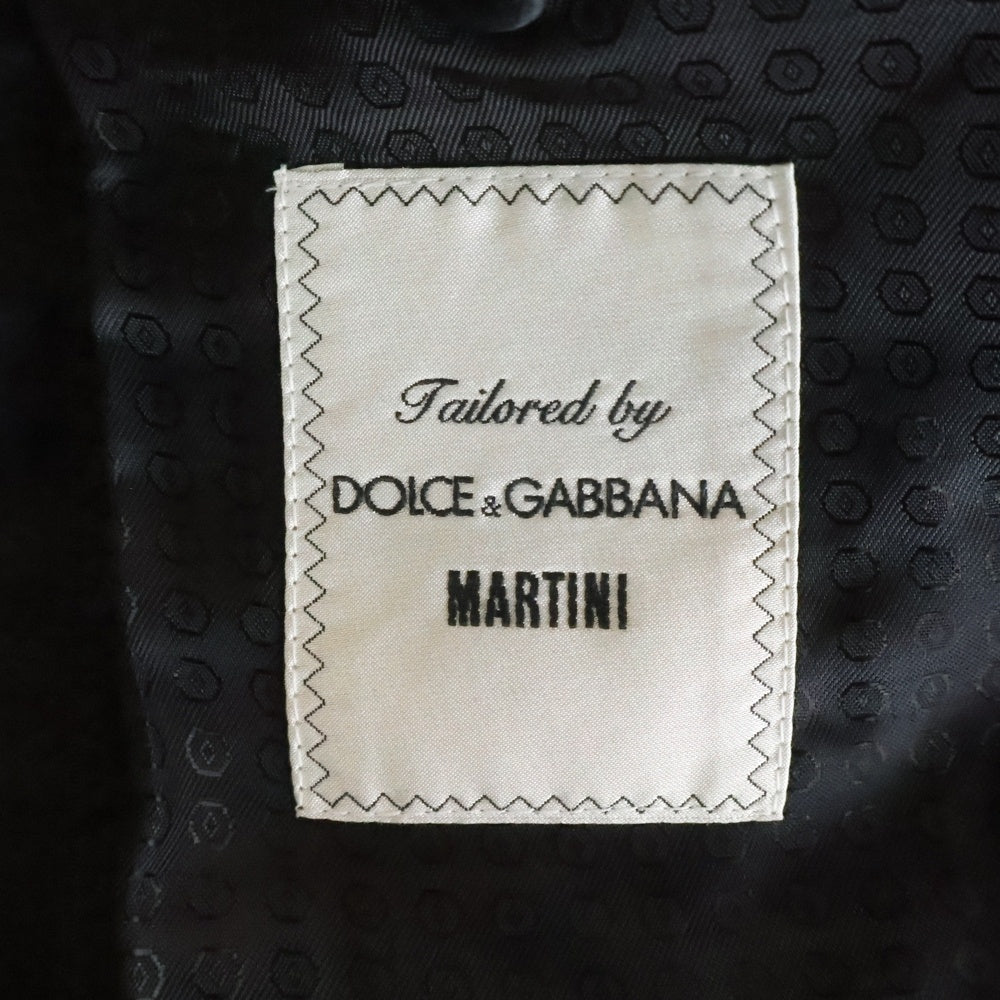 Tailored by
DOLCE & GABBANA
MARTINI